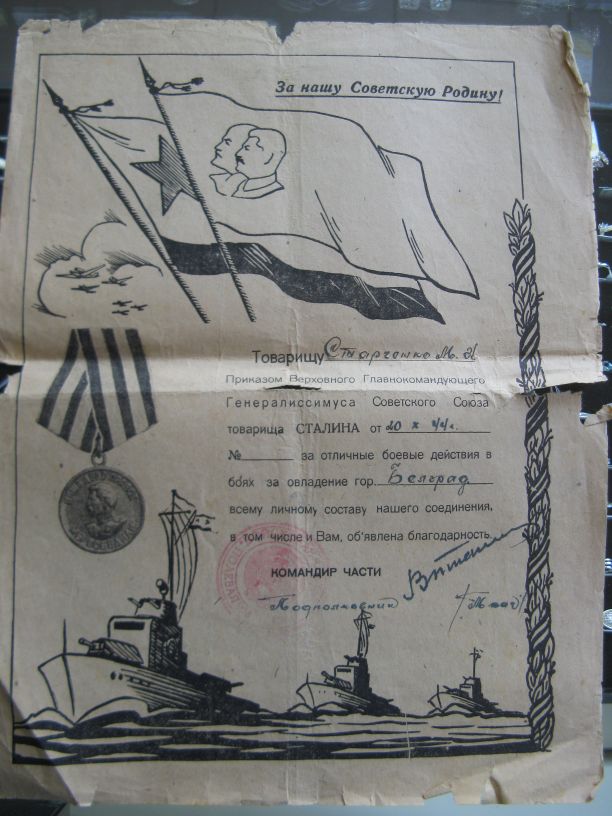 За нашу Советскую Родину!
Товарищу Старченко М. И
Приказом Верховного Главнокомандующего
Генералиссимуса Советского Союза
товарища СТАЛИНА от 20 X 44 г.
№ за отличные боевые действия в
боях за овладение гор. Белград
всему личному составу нашего соединения,
в том числе и Вам, об'явлена благодарность.
КОМАНДИР ЧАСТИ
Подполковник